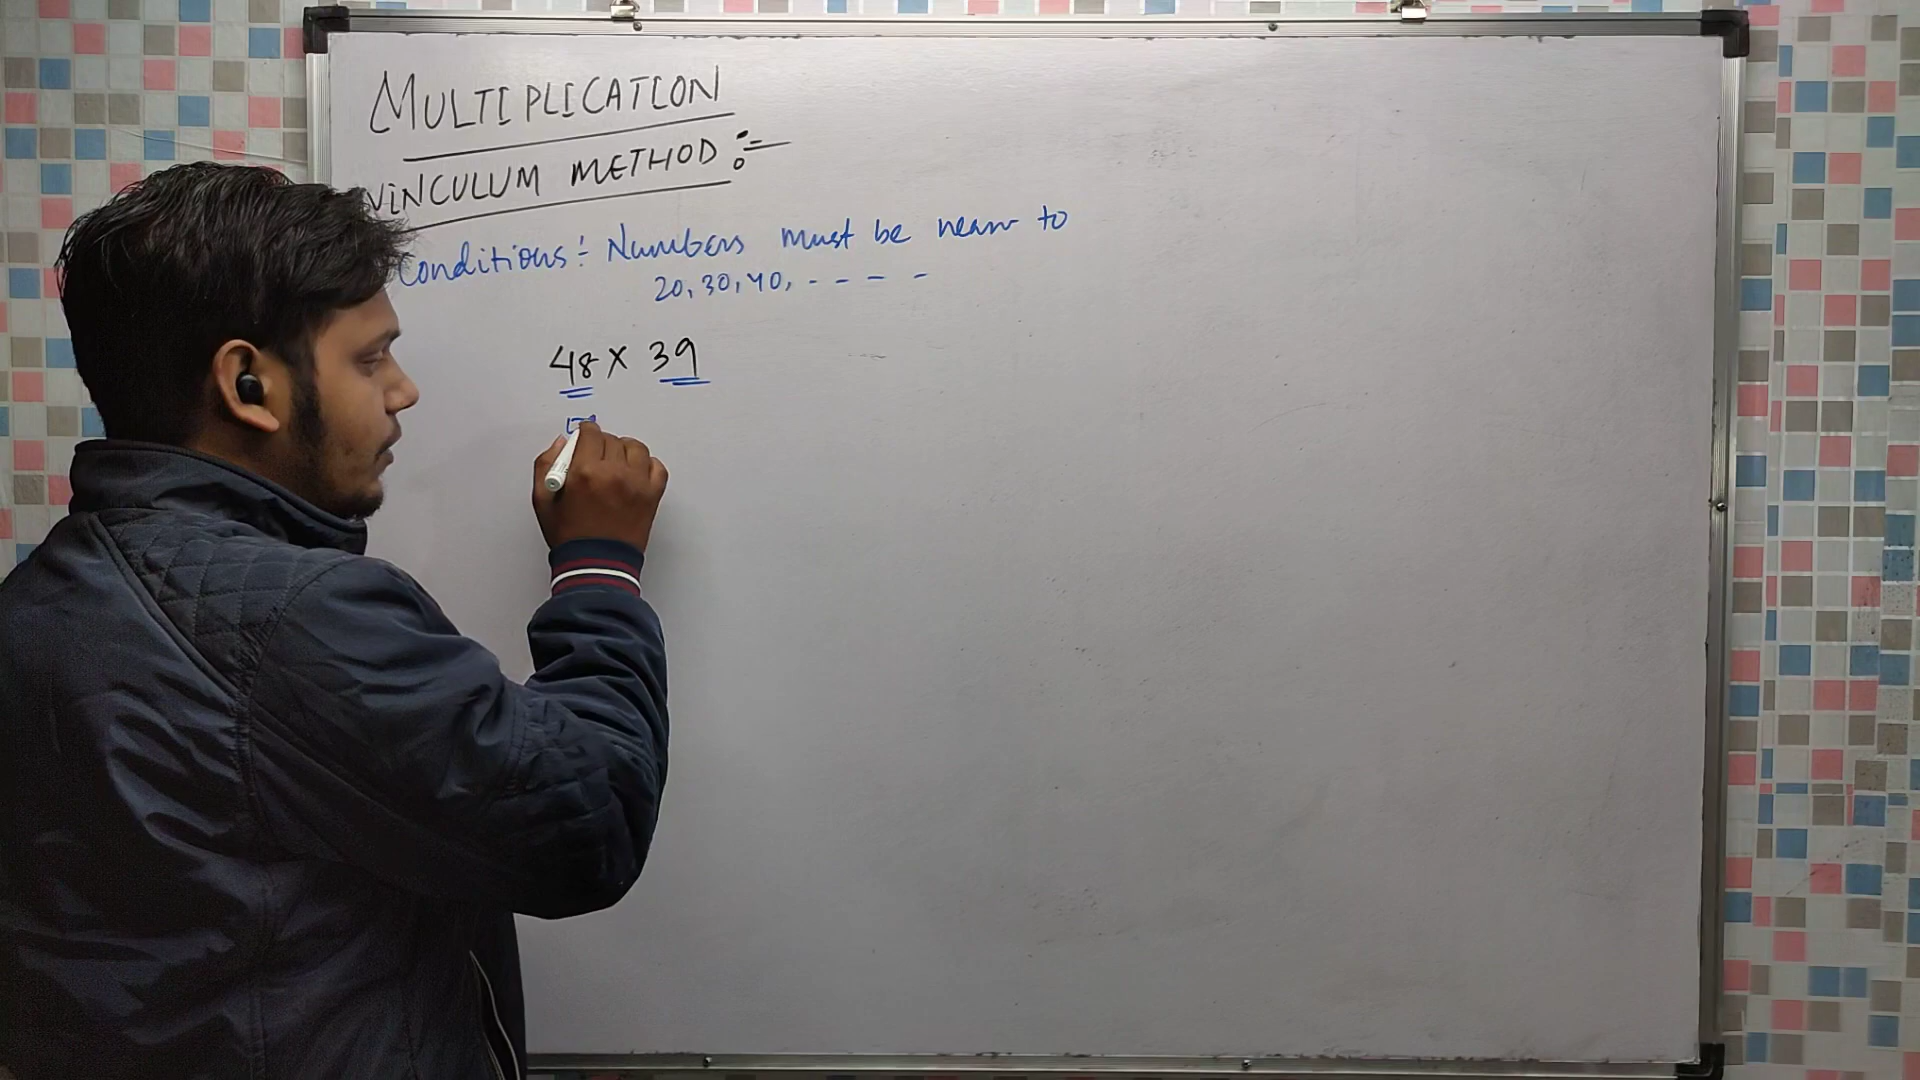 MULTIPLICATION
VINCULUM METHOD :=
Conditions : Numbers must be near to
20, 30, 40, - - - -
48 x 39